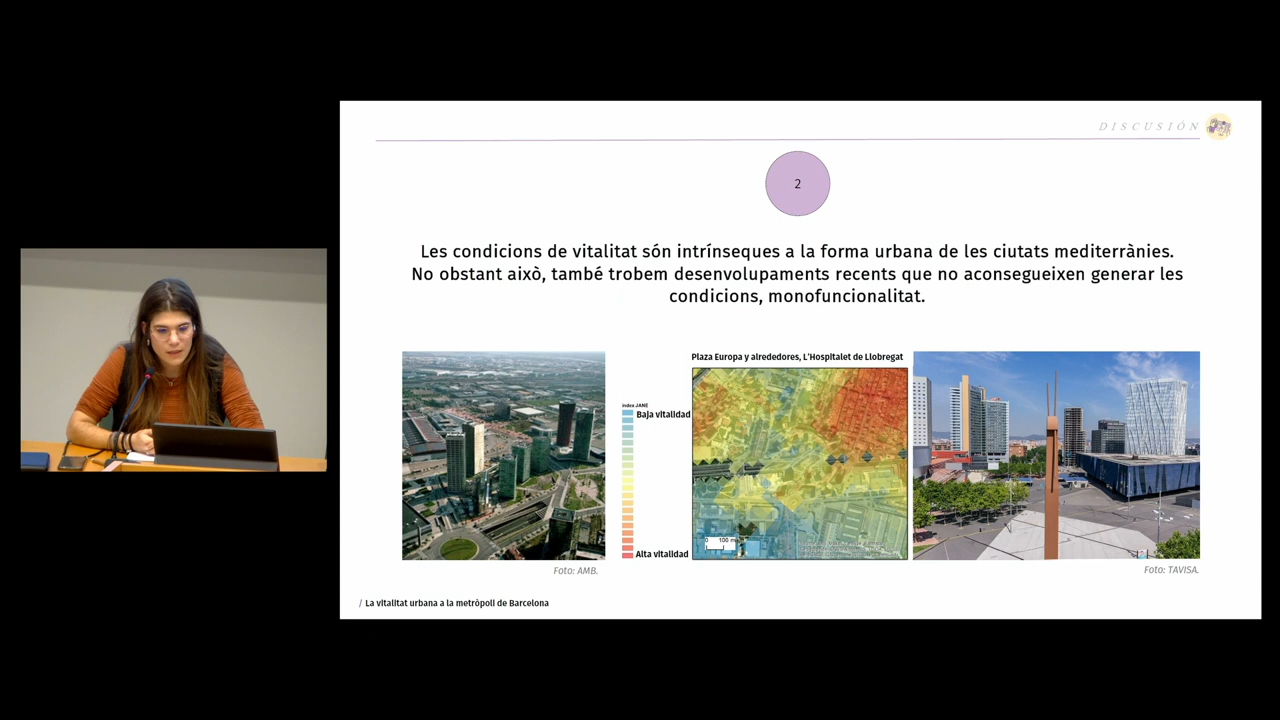 DISCUSIÓN
2
Les condicions de vitalitat són intrínseques a la forma urbana de les ciutats mediterrànies.
No obstant això, també trobem desenvolupaments recents que no aconsegueixen generar les
condicions, monofuncionalitat.
Plaza Europa y alrededores, L'Hospitalet de Llobregat
Índex JANE
Baja vitalidad
Alta vitalidad
0 100 m
Foto: AMB.
Foto: TAVISA.
/ La vitalitat urbana a la metròpoli de Barcelona